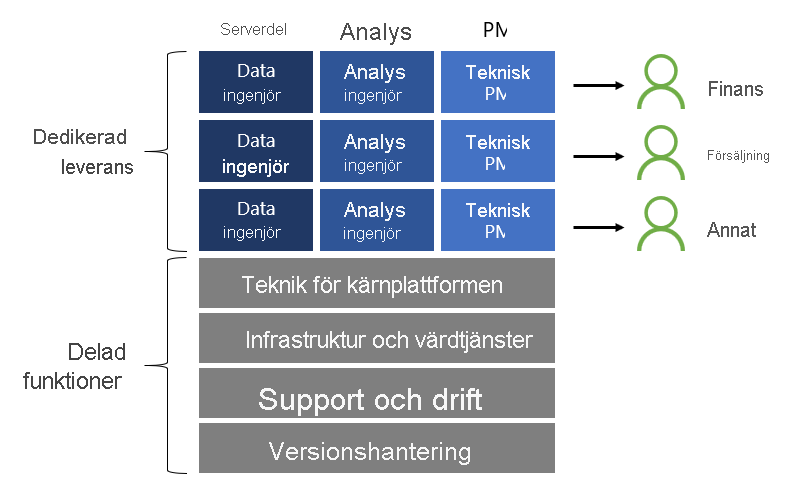 Serverdel
Analys
PM
Data
ingenjör
Analys
ingenjör
Teknisk
PM
Finans
Dedikerad
leverans
Data
ingenjör
Analys
ingenjör
Teknisk
PM
Försäljning
Data
ingenjör
Analys
ingenjör
Teknisk
PM
Annat
Delad
funktioner
Teknik för kärnplattformen
Infrastruktur och värdtjänster
Support och drift
Versionshantering